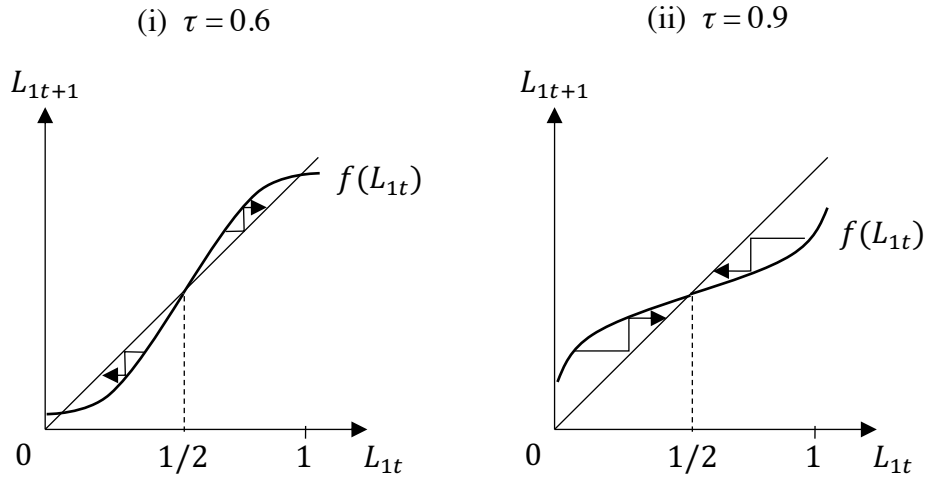 (i) τ = 0.6
L₁ₜ₊₁
f(L₁ₜ)
0
1/2
1
L₁ₜ
(ii) τ = 0.9
L₁ₜ₊₁
f(L₁ₜ)
0
1/2
1
L₁ₜ